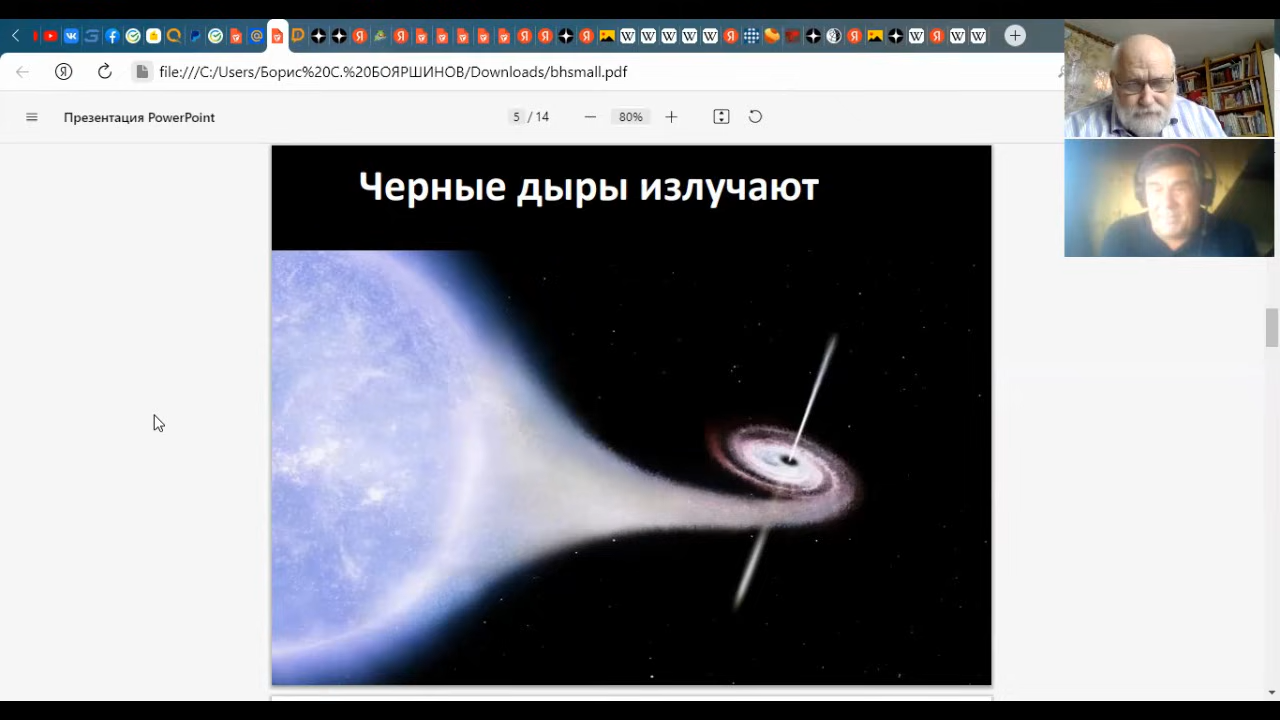 file:///C:/Users/Борис%20С.%20БОЯРШИНОВ/Downloads/bhsmall.pdf
Презентация PowerPoint
5 / 14
80%
Черные дыры излучают